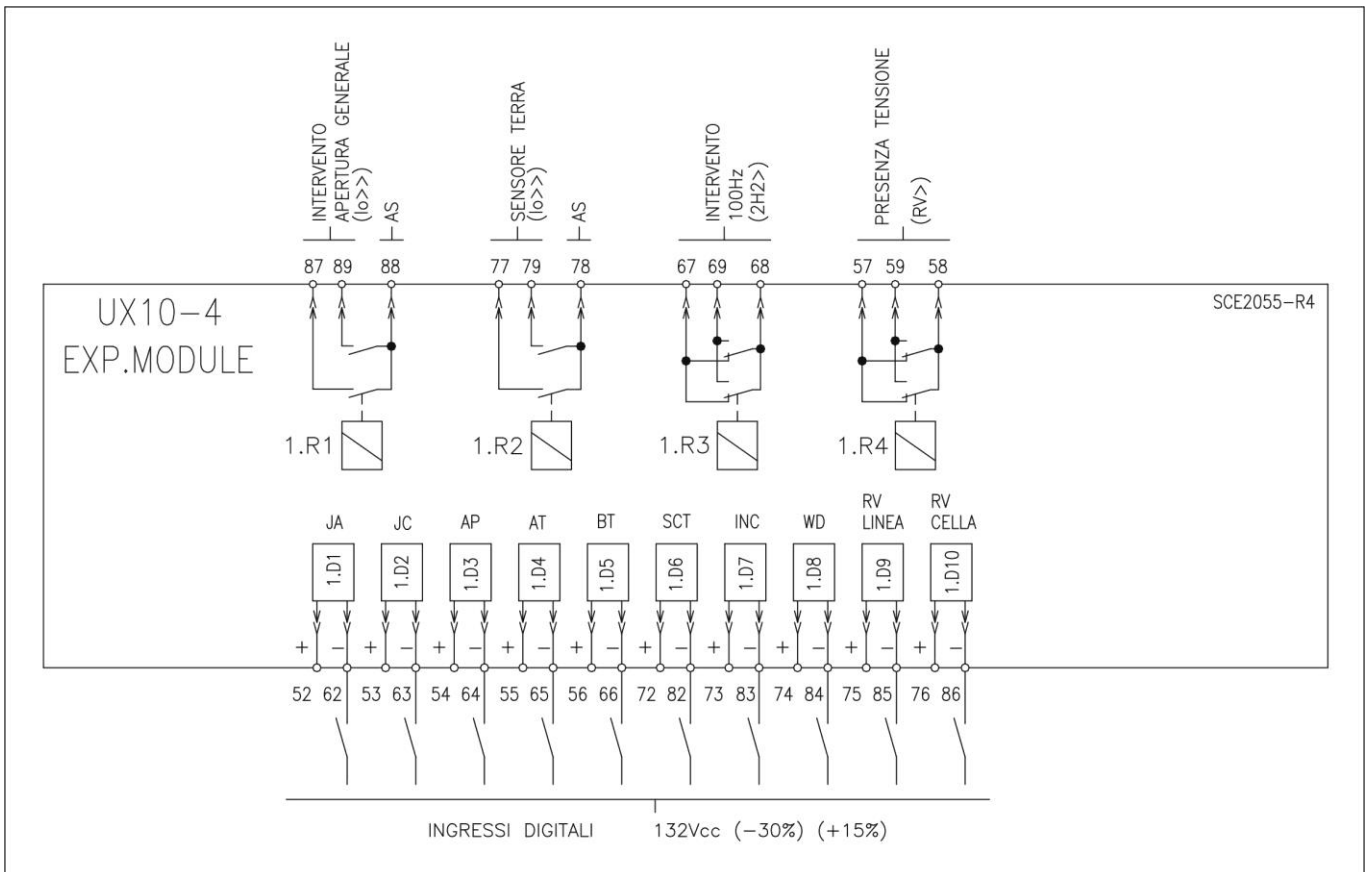 INTERVENTO
APERTURA GENERALE
(Io>>)
AS
SENSORE TERRA
(Io>>)
AS
INTERVENTO
100Hz
(2H2>)
PRESENZA TENSIONE
(RV>)
87 89 88 77 79 78 67 69 68 57 59 58
UX10-4
EXP.MODULE
SCE2055-R4
1.R1 1.R2 1.R3 1.R4
JA JC AP AT BT SCT INC WD RV LINEA RV CELLA
1.D1 1.D2 1.D3 1.D4 1.D5 1.D6 1.D7 1.D8 1.D9 1.D10
+ − + − + − + − + − + − + − + − + − + −
52 62 53 63 54 64 55 65 56 66 72 82 73 83 74 84 75 85 76 86
INGRESSI DIGITALI 132Vcc (−30%) (+15%)